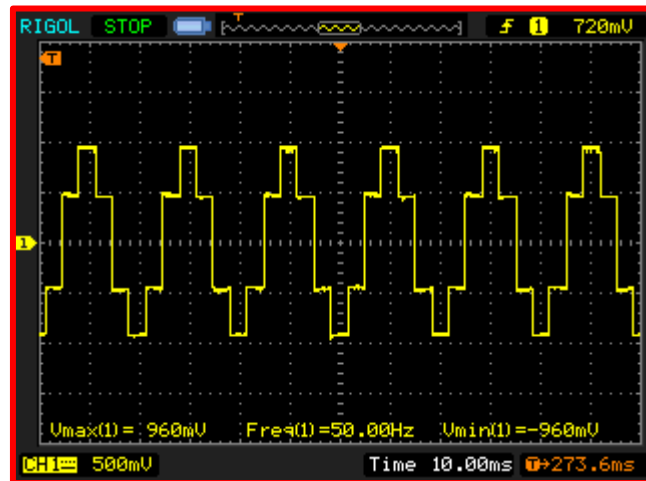 RIGOL STOP T f 1 720mV
T
1
Vmax(1)= 960mV Freq(1)=50.00Hz Vmin(1)=-960mV
CH1 500mV Time 10.00ms T→273.6ms